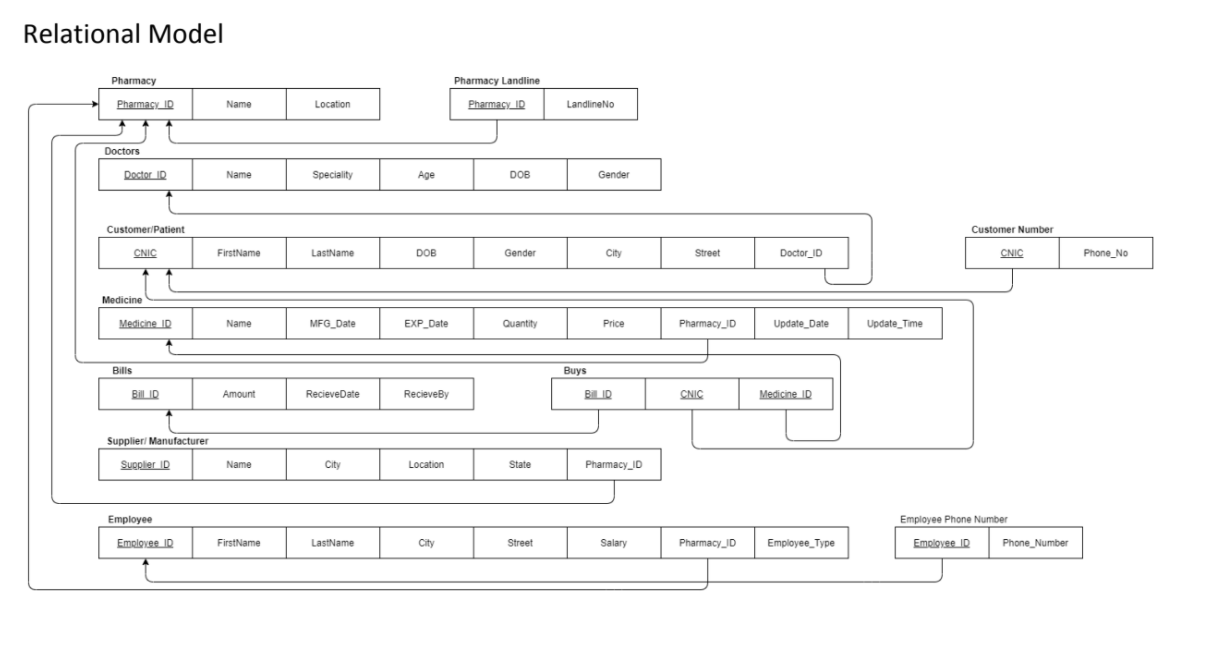 Relational Model
Pharmacy Pharmacy Landline
Pharmacy_ID Name Location Pharmacy_ID LandlineNo
Doctors
Doctor_ID Name Speciality Age DOB Gender
Customer/Patient Customer Number
CNIC FirstName LastName DOB Gender City Street Doctor_ID CNIC Phone_No
Medicine
Medicine_ID Name MFG_Date EXP_Date Quantity Price Pharmacy_ID Update_Date Update_Time
Bills Buys
Bill_ID Amount RecieveDate RecieveBy Bill_ID CNIC Medicine_ID
Supplier/ Manufacturer
Supplier_ID Name City Location State Pharmacy_ID
Employee Employee Phone Number
Employee_ID FirstName LastName City Street Salary Pharmacy_ID Employee_Type Employee_ID Phone_Number